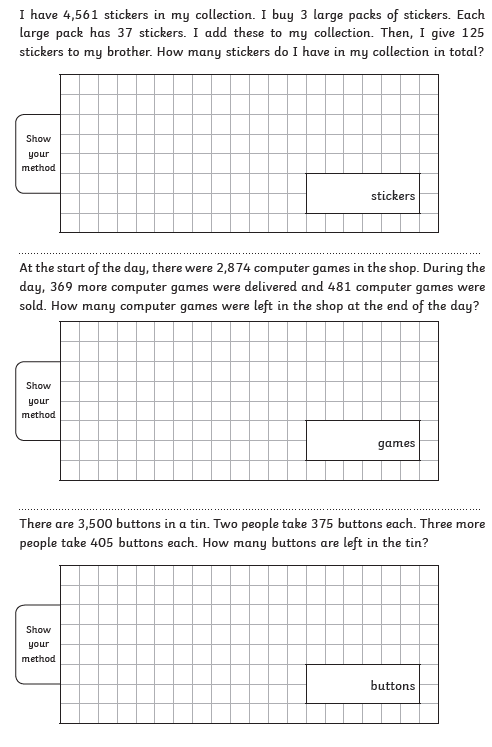 I have 4,561 stickers in my collection. I buy 3 large packs of stickers. Each
large pack has 37 stickers. I add these to my collection. Then, I give 125
stickers to my brother. How many stickers do I have in my collection in total?
Show
your
method
stickers
At the start of the day, there were 2,874 computer games in the shop. During the
day, 369 more computer games were delivered and 481 computer games were
sold. How many computer games were left in the shop at the end of the day?
Show
your
method
games
There are 3,500 buttons in a tin. Two people take 375 buttons each. Three more
people take 405 buttons each. How many buttons are left in the tin?
Show
your
method
buttons